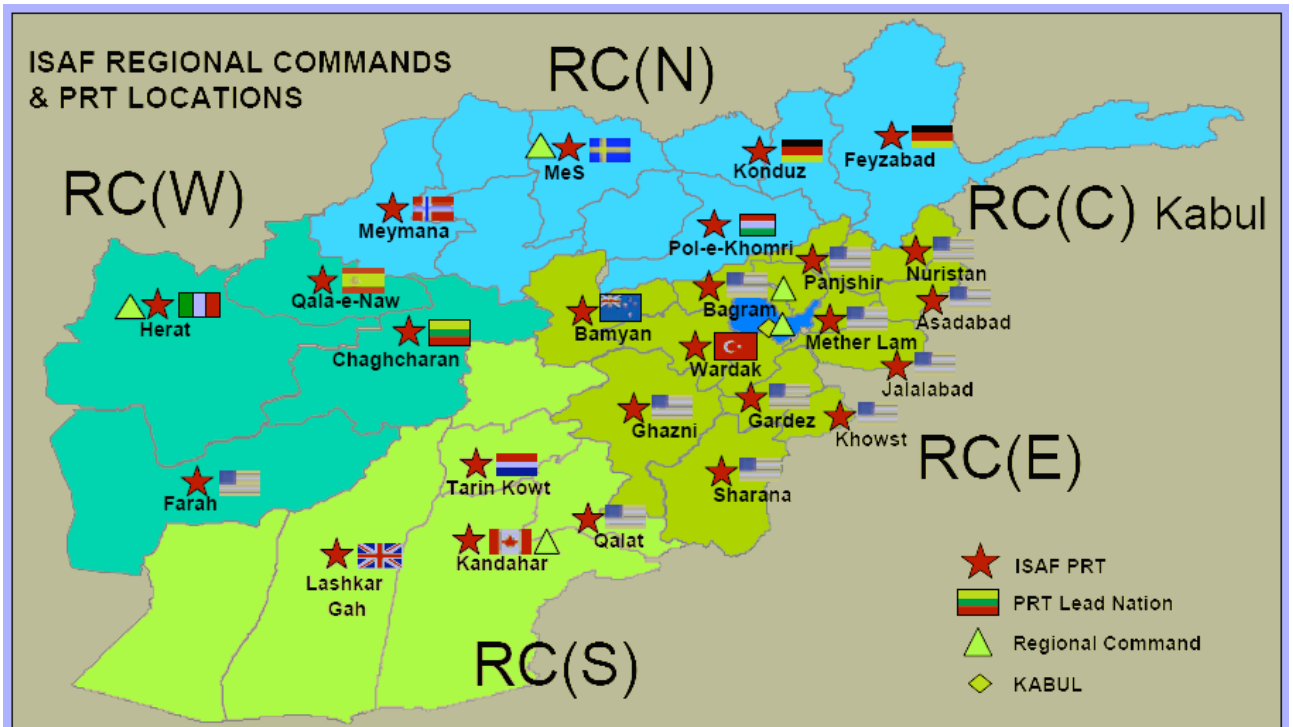 ISAF REGIONAL COMMANDS
& PRT LOCATIONS
RC(N)
RC(W)
RC(C) Kabul
MeS
Konduz
Feyzabad
Meymana
Pol-e-Khomri
Qala-e-Naw
Herat
Chaghcharan
Bamyan
Bagram
Panjshir
Nuristan
Asadabad
Wardak
Mether Lam
Jalalabad
Ghazni
Gardez
Khowst
RC(E)
Farah
Tarin Kowt
Sharana
Qalat
Kandahar
Lashkar
Gah
RC(S)
ISAF PRT
PRT Lead Nation
Regional Command
KABUL